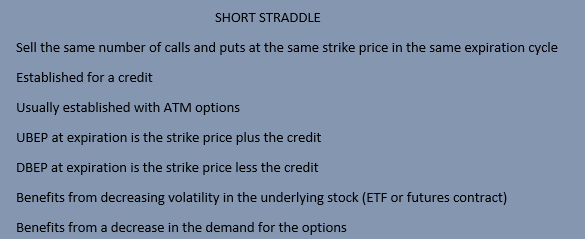 SHORT STRADDLE
Sell the same number of calls and puts at the same strike price in the same expiration cycle
Established for a credit
Usually established with ATM options
UBEP at expiration is the strike price plus the credit
DBEP at expiration is the strike price less the credit
Benefits from decreasing volatility in the underlying stock (ETF or futures contract)
Benefits from a decrease in the demand for the options